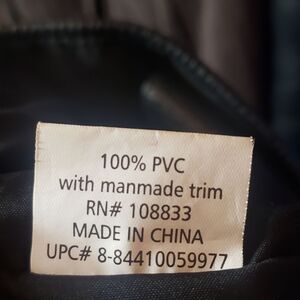 100% PVC
with manmade trim
RN# 108833
MADE IN CHINA
UPC# 8-84410059977